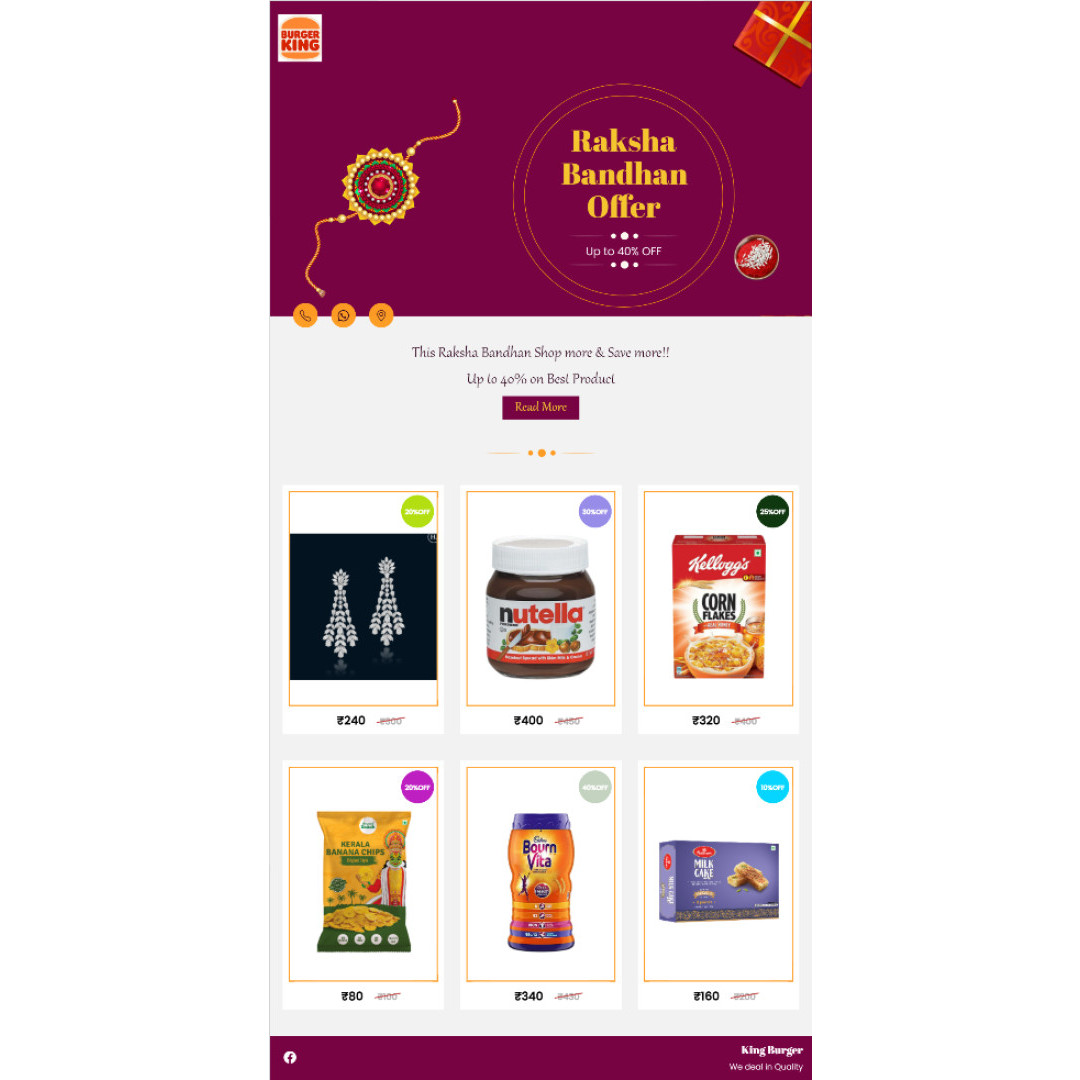 BURGER
KING
Raksha
Bandhan
Offer
Up to 40% OFF
This Raksha Bandhan Shop more & Save more!!
Up to 40% on Best Product
Read More
20%OFF
30%OFF
25%OFF
nutella
Kellogg's
CORN
FLAKES
₹240 ₹300
₹400 ₹450
₹320 ₹400
20%OFF
40%OFF
10%OFF
KERALA
BANANA CHIPS
Bourn
Vita
MILK
CAKE
₹80 ₹100
₹340 ₹450
₹160 ₹200
King Burger
We deal in Quality